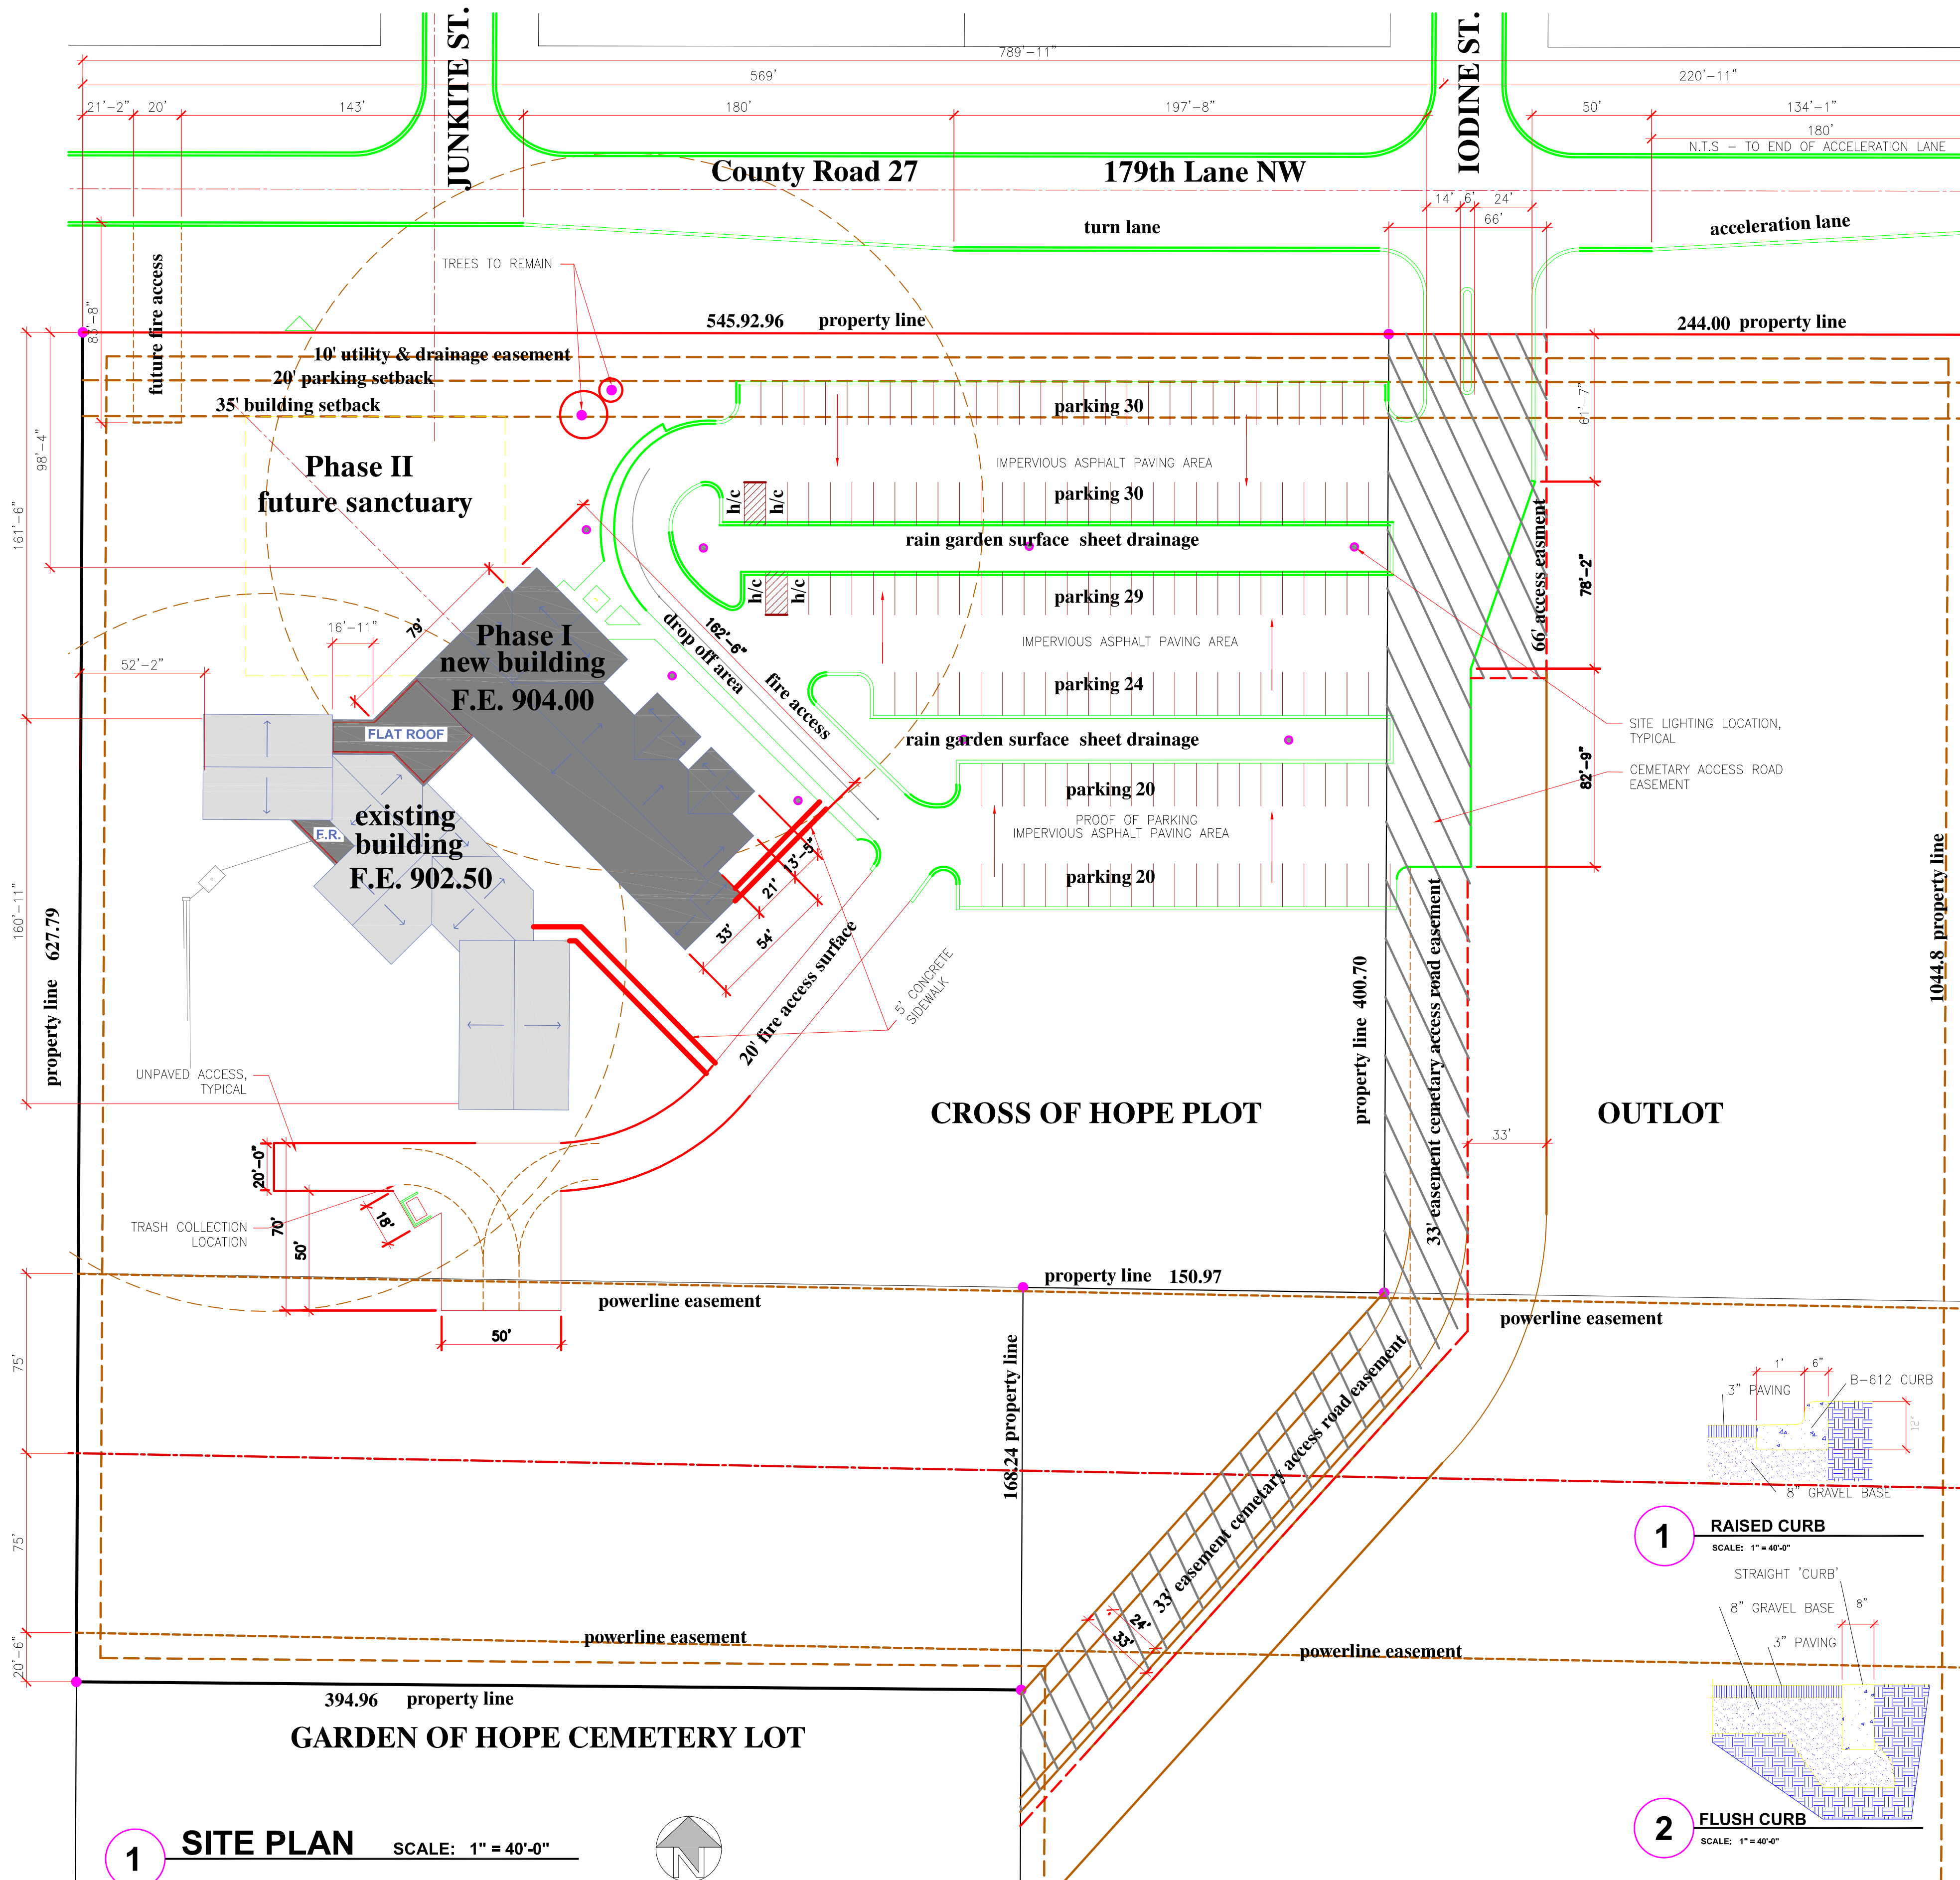 JUNKITE ST.
IODINE ST.
789'-11"
569'
220'-11"
21'-2"
20'
143'
180'
197'-8"
50'
134'-1"
180'
N.T.S – TO END OF ACCELERATION LANE
County Road 27
179th Lane NW
14'
6'
24'
66'
turn lane
acceleration lane
TREES TO REMAIN
future fire access
545.92.96 property line
244.00 property line
10' utility & drainage easement
20' parking setback
35' building setback
parking 30
61'-7"
98'-4"
161'-6"
Phase II
future sanctuary
IMPERVIOUS ASPHALT PAVING AREA
h/c
h/c
parking 30
rain garden surface sheet drainage
66' access easment
78'-2"
h/c
h/c
parking 29
16'-11"
79'
Phase I
new building
F.E. 904.00
162'-6"
drop off area
fire access
IMPERVIOUS ASPHALT PAVING AREA
52'-2"
parking 24
FLAT ROOF
rain garden surface sheet drainage
SITE LIGHTING LOCATION,
TYPICAL
CEMETARY ACCESS ROAD
EASEMENT
82'-9"
parking 20
PROOF OF PARKING
IMPERVIOUS ASPHALT PAVING AREA
existing
building
F.E. 902.50
F.R.
13'-5"
21'
33'
54'
parking 20
160'-11"
property line 627.79
20' fire access surface
5' CONCRETE
SIDEWALK
property line 400.70
33' easement cemetary access road easement
1044.8 property line
UNPAVED ACCESS,
TYPICAL
CROSS OF HOPE PLOT
OUTLOT
33'
20'-0"
70'
50'
18'
TRASH COLLECTION
LOCATION
property line 150.97
powerline easement
powerline easement
50'
75'
168.24 property line
33' easement cemetary access road easement
1'
6"
3" PAVING
B-612 CURB
12"
8" GRAVEL BASE
1
RAISED CURB
SCALE: 1" = 40'-0"
75'
STRAIGHT 'CURB'
8" GRAVEL BASE
8"
3" PAVING
24'
33'
20'-6"
powerline easement
powerline easement
394.96 property line
GARDEN OF HOPE CEMETERY LOT
2
FLUSH CURB
SCALE: 1" = 40'-0"
1
SITE PLAN
SCALE: 1" = 40'-0"
N